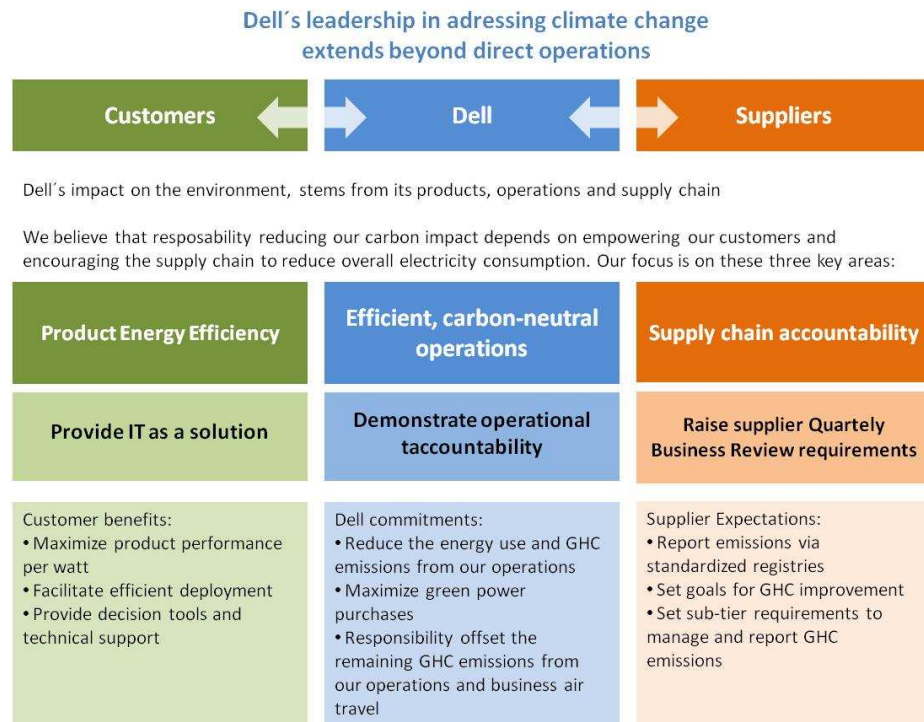 Dell´s leadership in adressing climate change
extends beyond direct operations
Customers
Dell
Suppliers
Dell´s impact on the environment, stems from its products, operations and supply chain
We believe that resposability reducing our carbon impact depends on empowering our customers and
encouraging the supply chain to reduce overall electricity consumption. Our focus is on these three key areas:
Product Energy Efficiency
Efficient, carbon-neutral
operations
Supply chain accountability
Provide IT as a solution
Demonstrate operational
taccountability
Raise supplier Quartely
Business Review requirements
Customer benefits:
• Maximize product performance
per watt
• Facilitate efficient deployment
• Provide decision tools and
technical support
Dell commitments:
• Reduce the energy use and GHC
emissions from our operations
• Maximize green power
purchases
• Responsibility offset the
remaining GHC emissions from
our operations and business air
travel
Supplier Expectations:
• Report emissions via
standardized registries
• Set goals for GHC improvement
• Set sub-tier requirements to
manage and report GHC
emissions